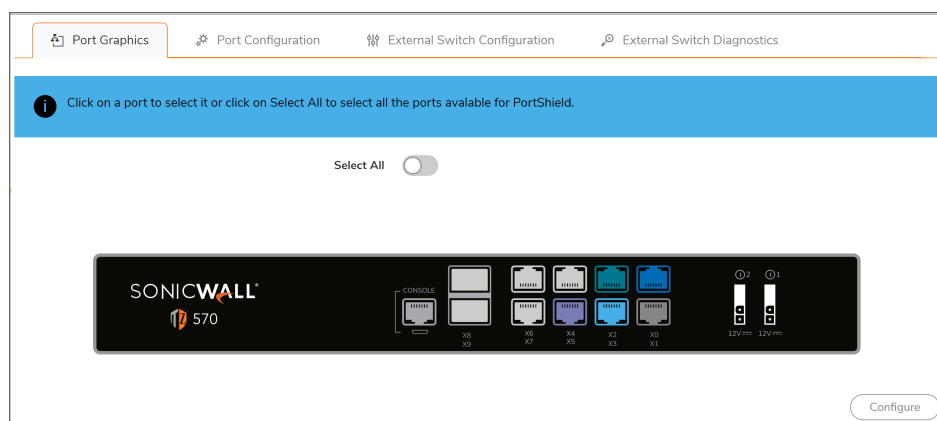 Port Graphics
Port Configuration
External Switch Configuration
External Switch Diagnostics
Click on a port to select it or click on Select All to select all the ports avalable for PortShield.
Select All
SONICWALL
570
CONSOLE
X8
X9
X6
X7
X4
X5
X2
X3
X0
X1
2
1
12V
12V
Configure